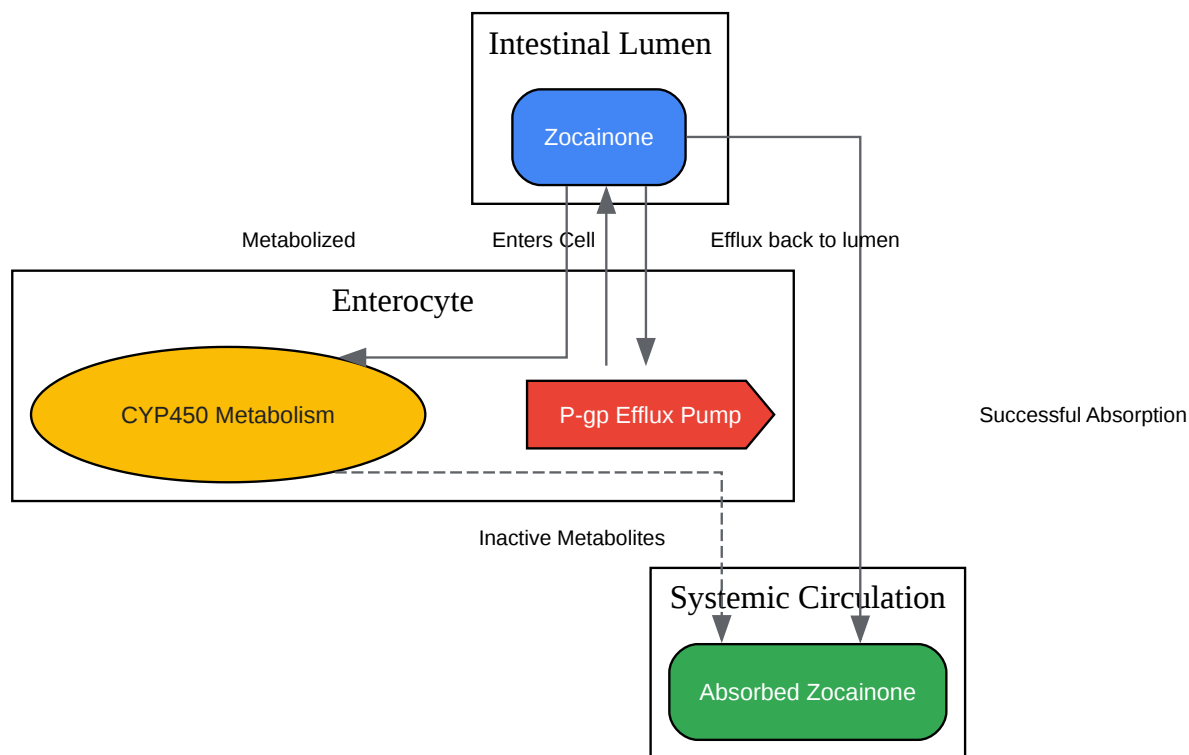 Intestinal Lumen
Zocainone
Metabolized
Enters Cell
Efflux back to lumen
Enterocyte
CYP450 Metabolism
P-gp Efflux Pump
Successful Absorption
Inactive Metabolites
Systemic Circulation
Absorbed Zocainone